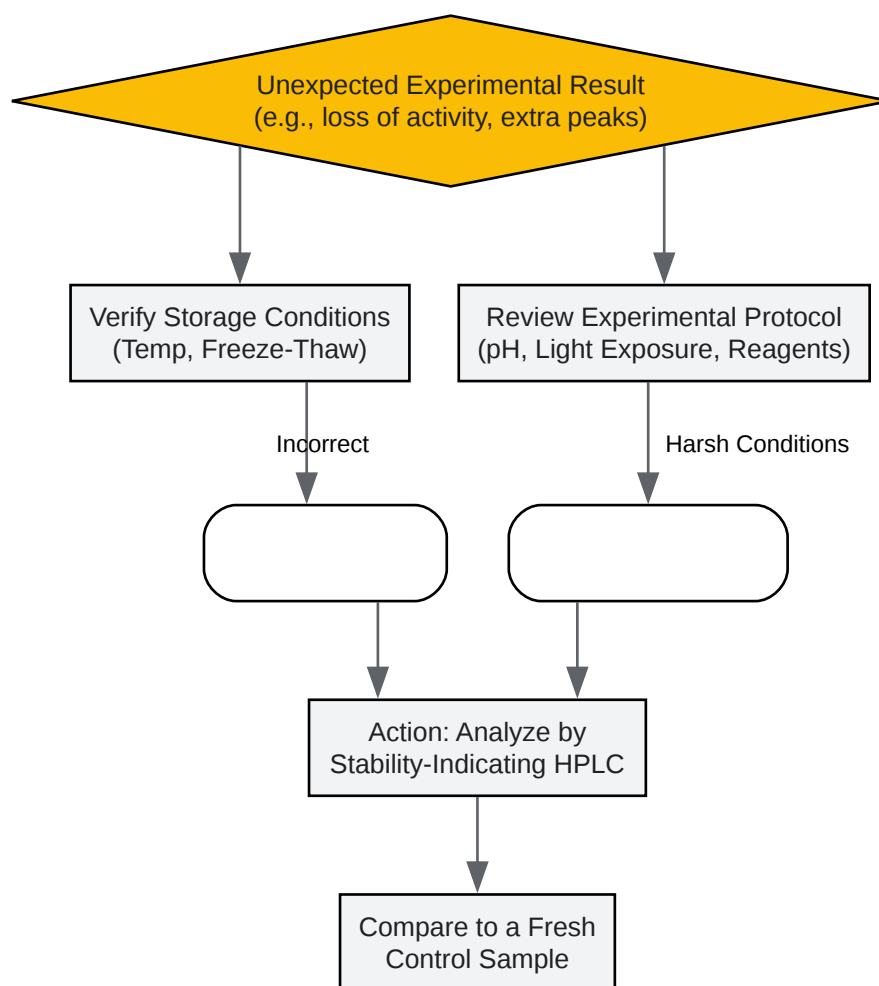 Unexpected Experimental Result
(e.g., loss of activity, extra peaks)
Verify Storage Conditions
(Temp, Freeze-Thaw)
Review Experimental Protocol
(pH, Light Exposure, Reagents)
Incorrect
Harsh Conditions
Action: Analyze by
Stability-Indicating HPLC
Compare to a Fresh
Control Sample